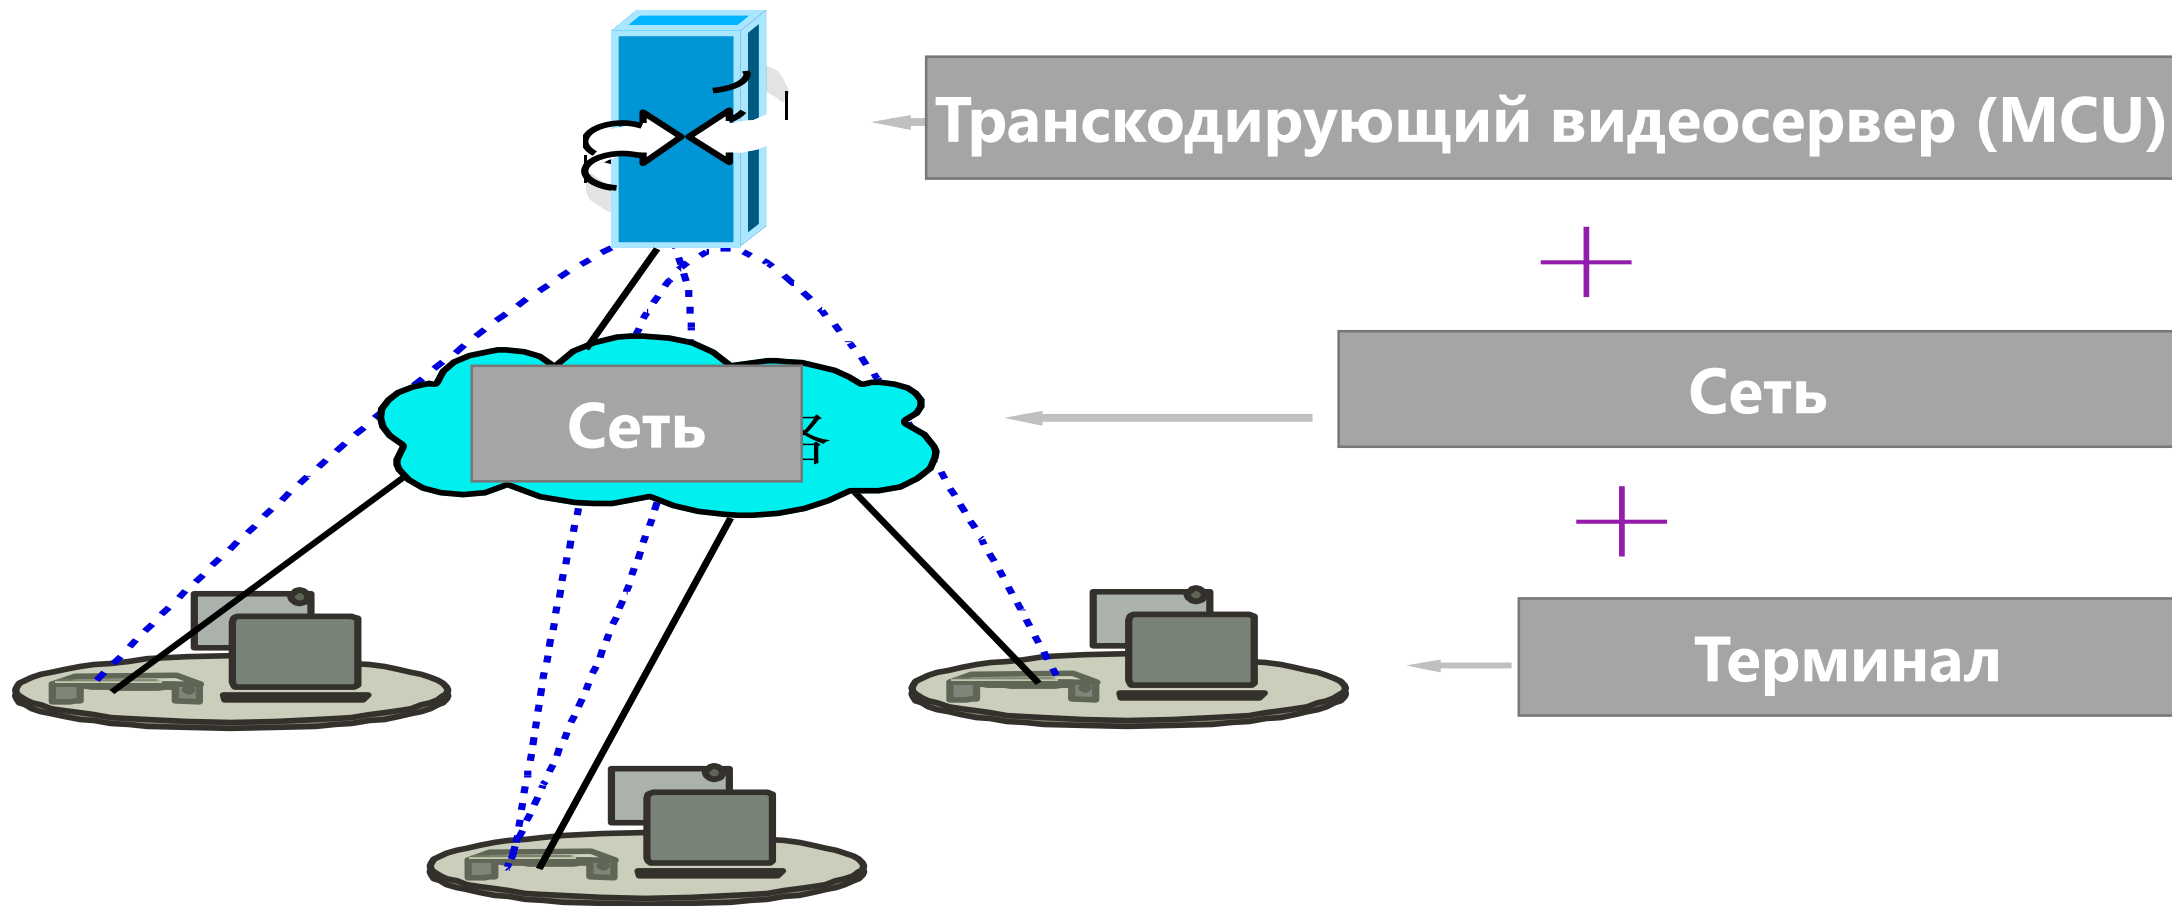 Транскодирующий видеосервер (MCU)
Сеть
Сеть
Терминал